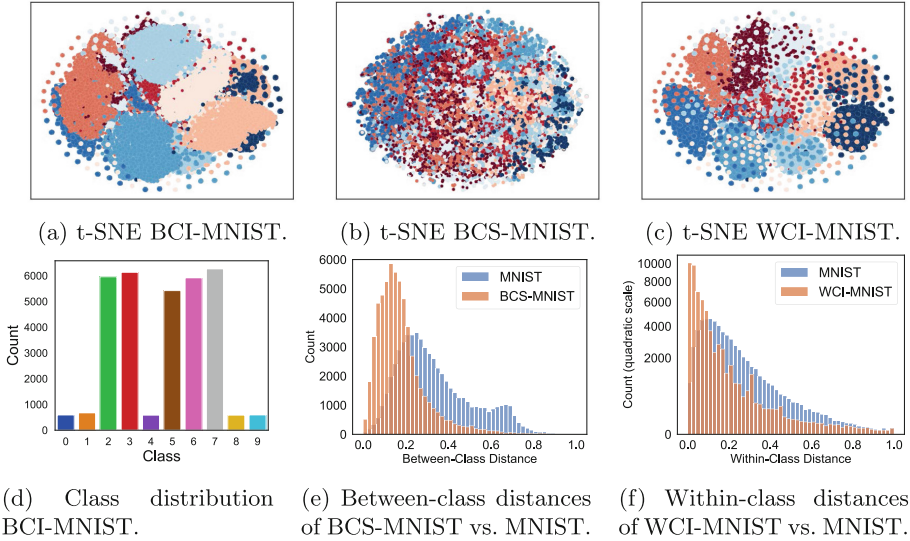 (a) t-SNE BCI-MNIST.
(b) t-SNE BCS-MNIST.
(c) t-SNE WCI-MNIST.
6000
5000
4000
3000
2000
1000
0
Count
0 1 2 3 4 5 6 7 8 9
Class
6000
5000
4000
3000
2000
1000
0
Count
MNIST
BCS-MNIST
0.0 0.2 0.4 0.6 0.8 1.0
Between-Class Distance
10000
8000
6000
4000
2000
0
Count (quadratic scale)
MNIST
WCI-MNIST
0.0 0.2 0.4 0.6 0.8 1.0
Within-Class Distance
(d) Class distribution
BCI-MNIST.
(e) Between-class distances
of BCS-MNIST vs. MNIST.
(f) Within-class distances
of WCI-MNIST vs. MNIST.